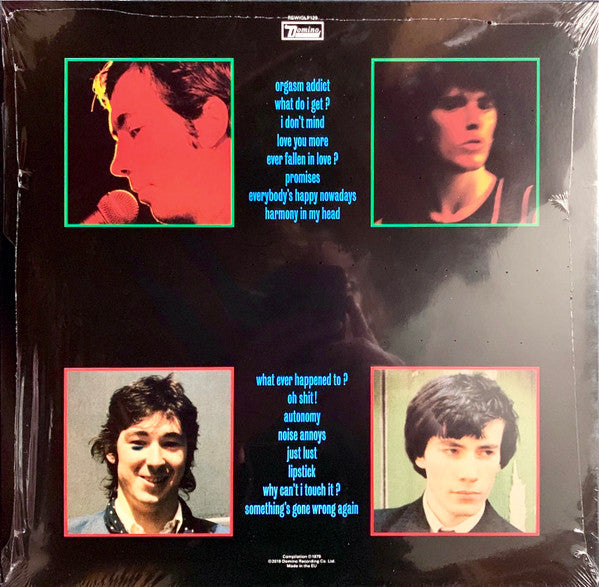 REWIGLP125
Domino
orgasm addict
what do i get ?
i don't mind
love you more
ever fallen in love ?
promises
everybody's happy nowadays
harmony in my head
what ever happened to ?
oh shit !
autonomy
noise annoys
just lust
lipstick
why can't i touch it ?
something's gone wrong again
Compilation ℗1979
©2018 Domino Recording Co. Ltd.
Made in the EU